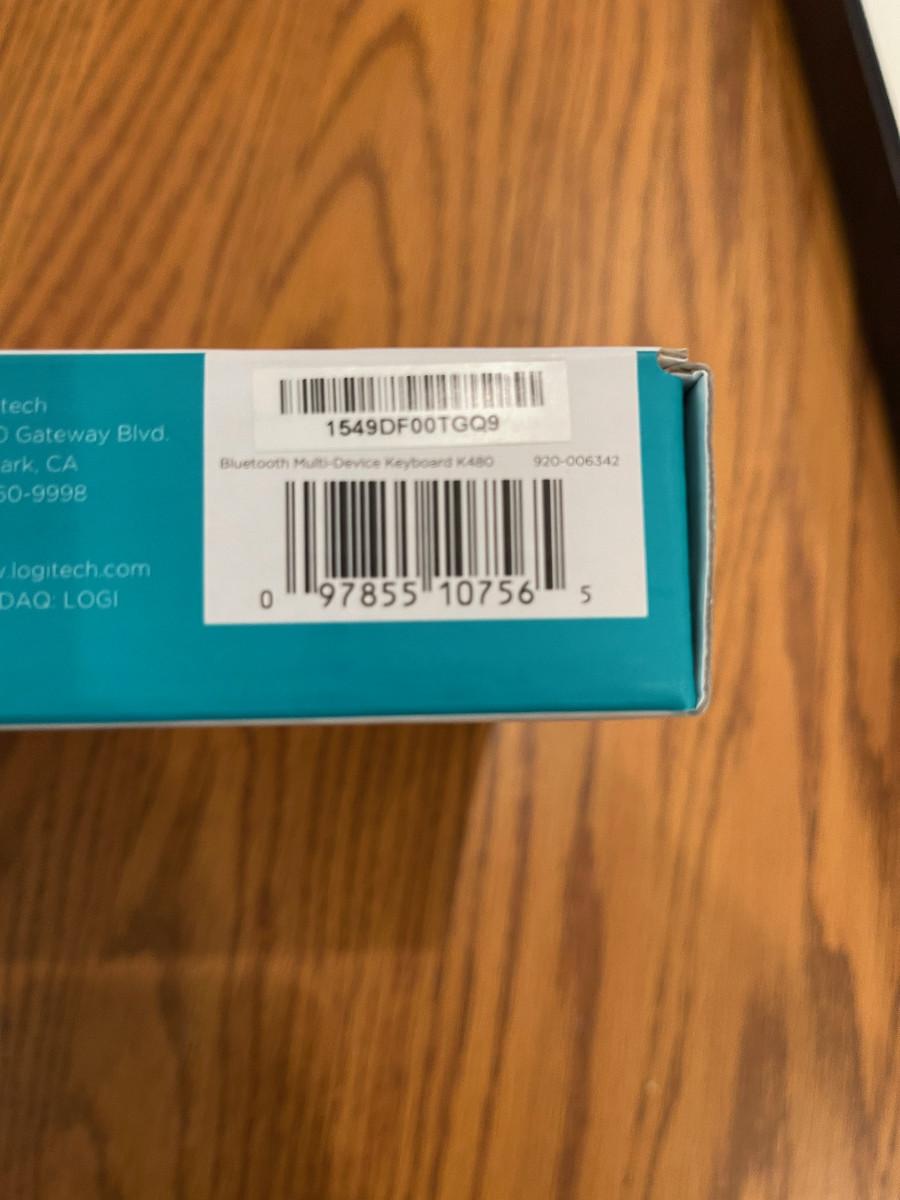 tech
Gateway Blvd.
ark, CA
60-9998
.logitech.com
DAQ: LOGI
1549DF00TGQ9
Bluetooth Multi-Device Keyboard K480 920-006342
0 97855 10756 5